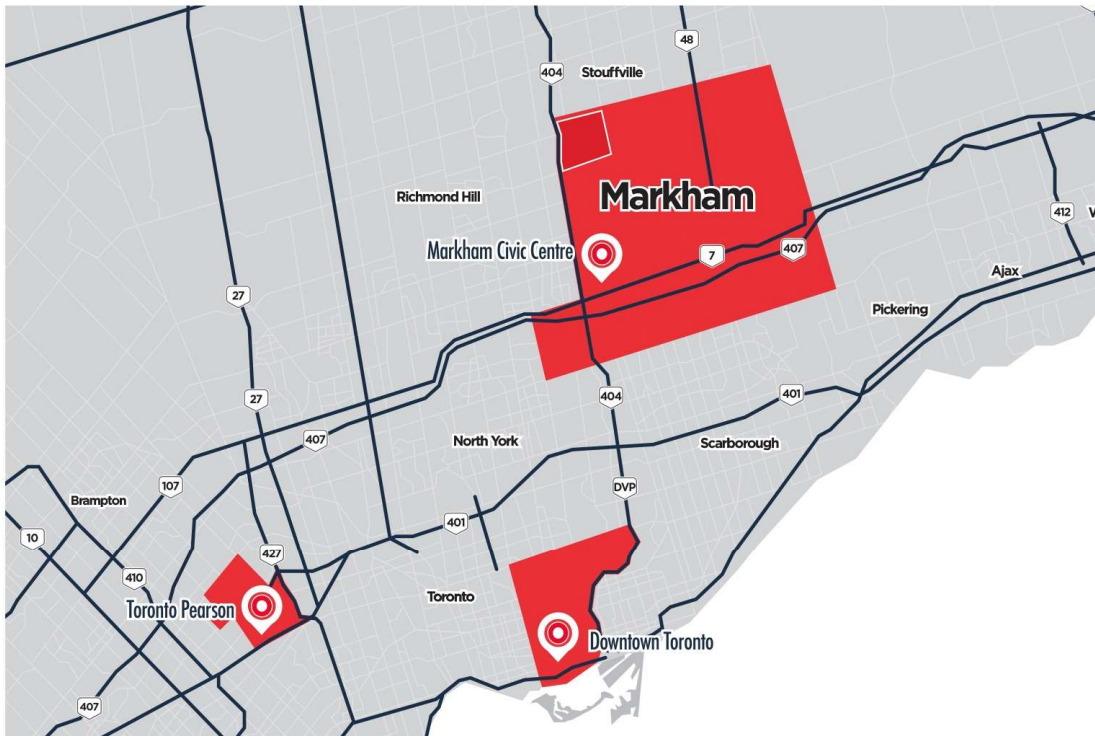 48
404
Stouffville
Richmond Hill
Markham
412
W
Markham Civic Centre
7
407
Ajax
27
Pickering
27
404
401
407
North York
Scarborough
107
DVP
Brampton
401
10
427
410
Toronto
Toronto Pearson
Downtown Toronto
407